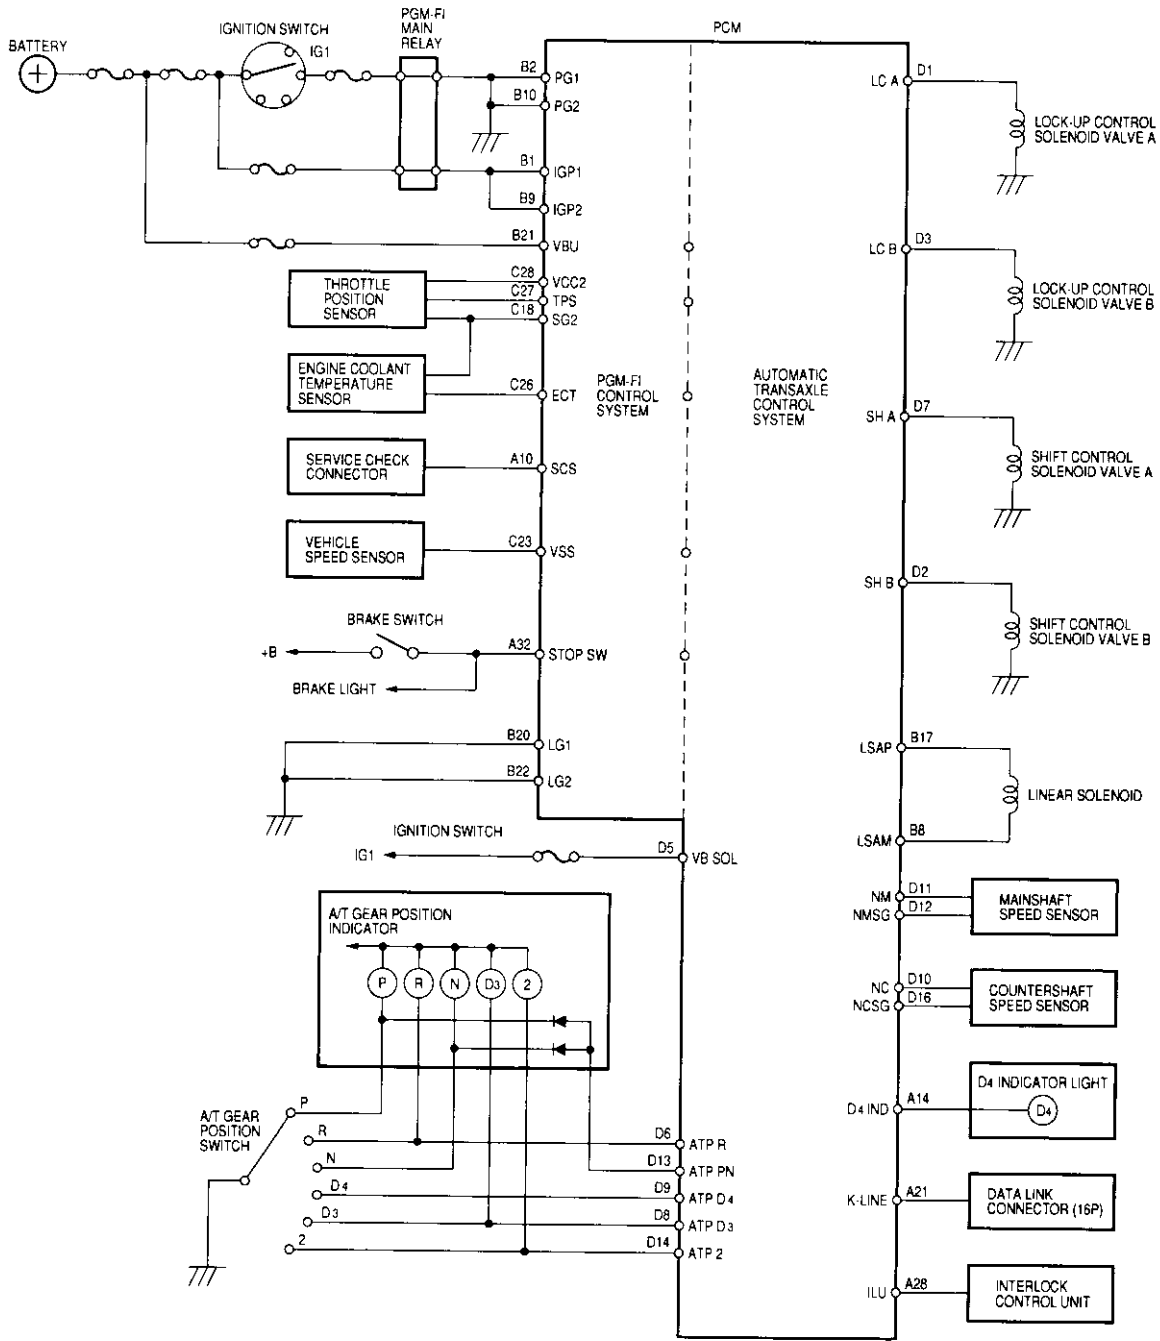 BATTERY
IGNITION SWITCH
IG1
PGM-FI
MAIN
RELAY
PCM
B2
PG1
B10
PG2
B1
IGP1
B9
IGP2
B21
VBU
THROTTLE
POSITION
SENSOR
C28
VCC2
C27
TPS
C18
SG2
ENGINE COOLANT
TEMPERATURE
SENSOR
C26
ECT
SERVICE CHECK
CONNECTOR
A10
SCS
VEHICLE
SPEED SENSOR
C23
VSS
BRAKE SWITCH
+B
A32
STOP SW
BRAKE LIGHT
B20
LG1
B22
LG2
IGNITION SWITCH
IG1
D5
VB SOL
PGM-FI
CONTROL
SYSTEM
AUTOMATIC
TRANSAXLE
CONTROL
SYSTEM
LC A
D1
LOCK-UP CONTROL
SOLENOID VALVE A
LC B
D3
LOCK-UP CONTROL
SOLENOID VALVE B
SH A
D7
SHIFT CONTROL
SOLENOID VALVE A
SH B
D2
SHIFT CONTROL
SOLENOID VALVE B
LSAP
B17
LINEAR SOLENOID
LSAM
B8
NM
D11
NMSG
D12
MAINSHAFT
SPEED SENSOR
NC
D10
NCSG
D16
COUNTERSHAFT
SPEED SENSOR
D4 INDICATOR LIGHT
D4 IND
A14
D4
K-LINE
A21
DATA LINK
CONNECTOR (16P)
ILU
A28
INTERLOCK
CONTROL UNIT
A/T GEAR POSITION
INDICATOR
P R N D3 2
A/T GEAR
POSITION
SWITCH
P
R
D6
ATP R
N
D13
ATP PN
D4
D9
ATP D4
D3
D8
ATP D3
2
D14
ATP 2